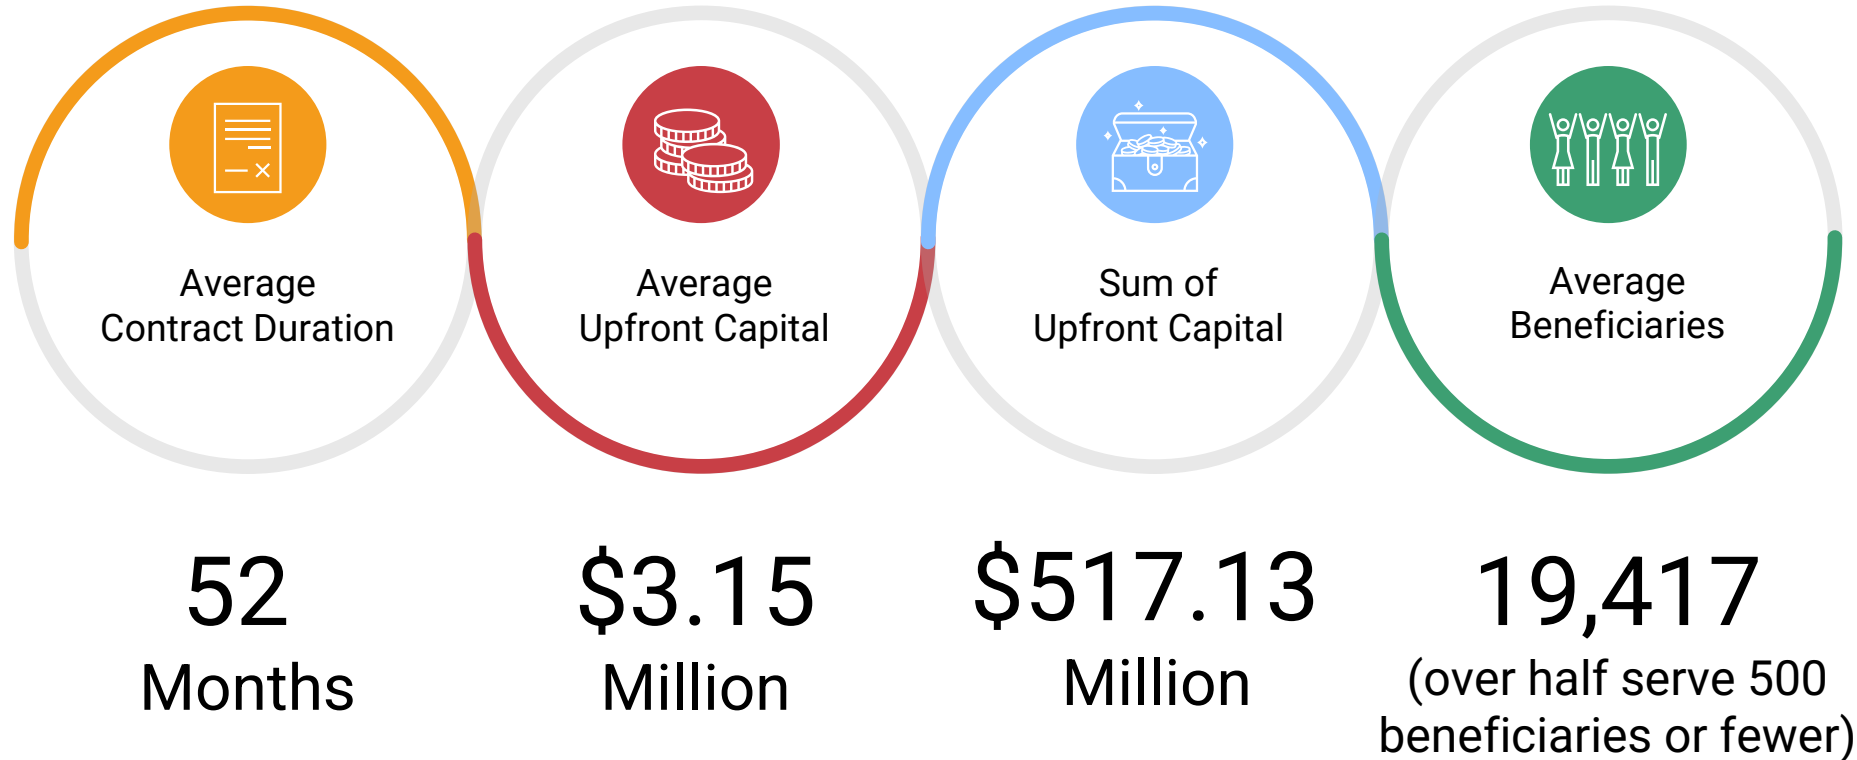 Average
Contract Duration
52
Months
Average
Upfront Capital
$3.15
Million
Sum of
Upfront Capital
$517.13
Million
Average
Beneficiaries
19,417
(over half serve 500
beneficiaries or fewer)